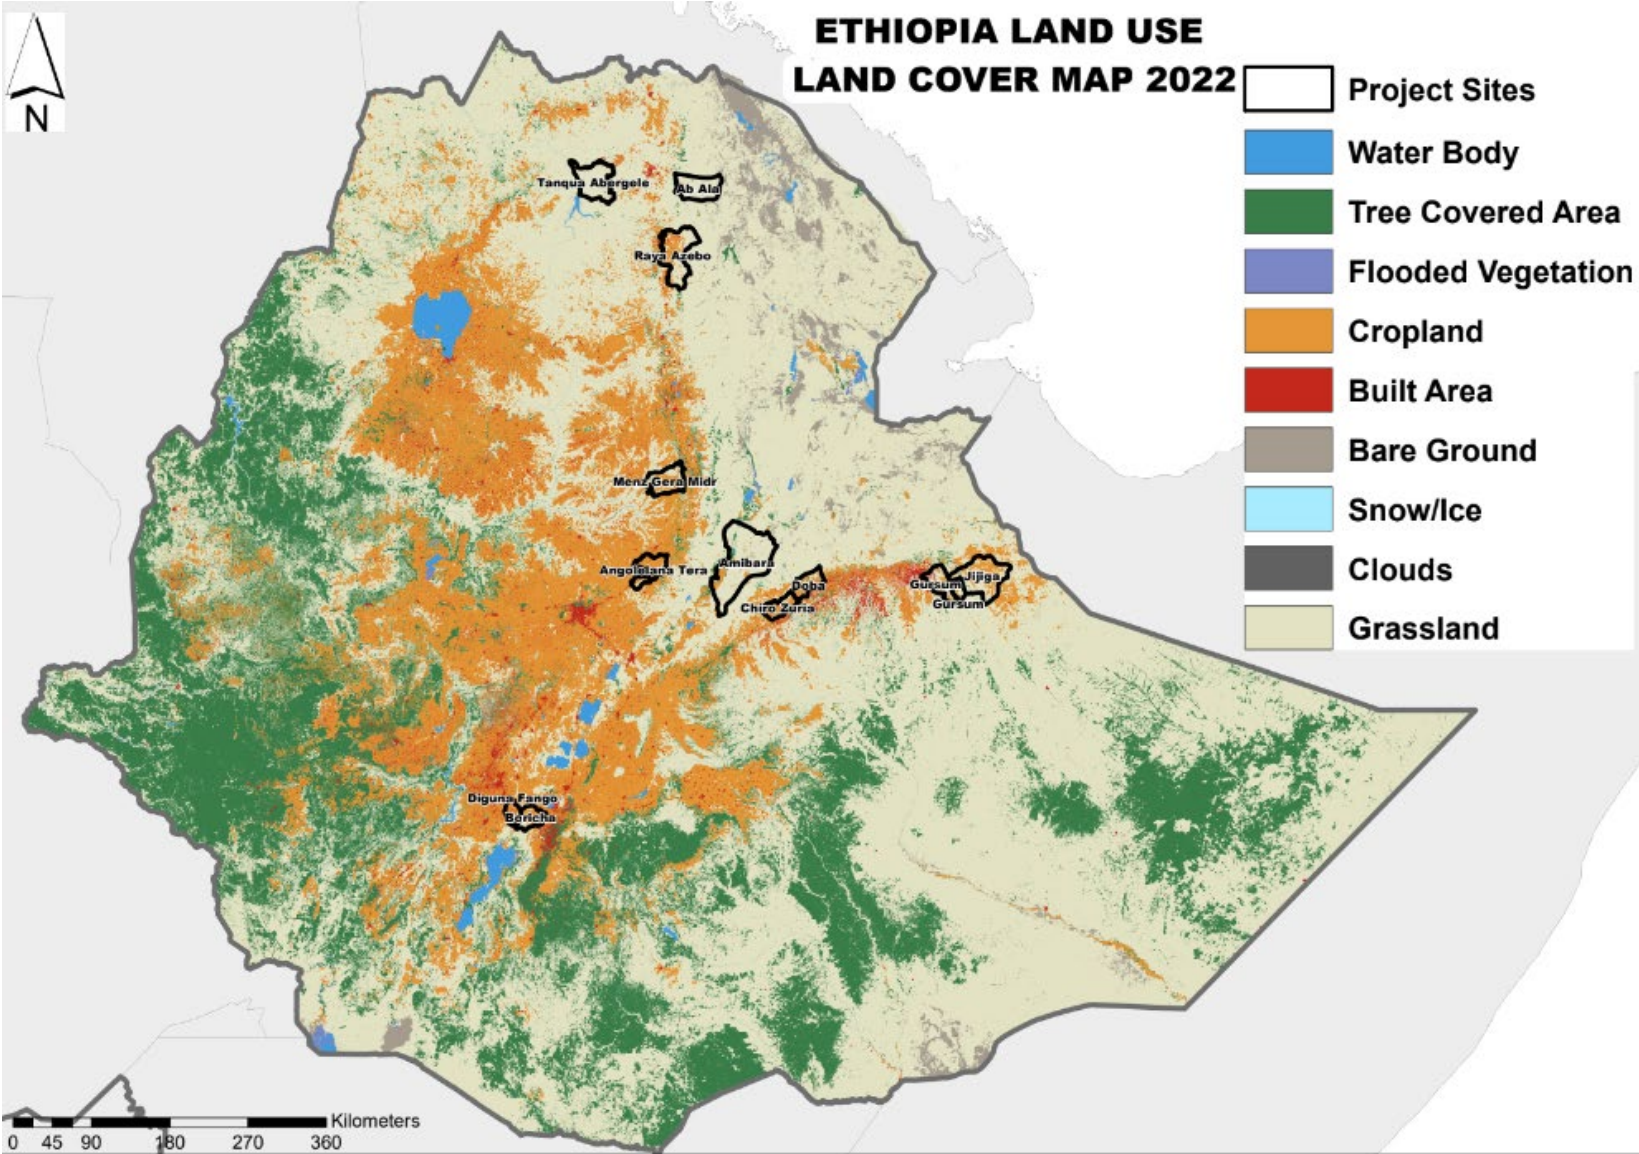 ETHIOPIA LAND USE
LAND COVER MAP 2022
N
Project Sites
Water Body
Tree Covered Area
Flooded Vegetation
Cropland
Built Area
Bare Ground
Snow/Ice
Clouds
Grassland
Tanqua Abergele
Ab Ala
Raya Azebo
Menz Gera Midr
Angolelana Tera
Amibara
Doba
Chiro Zuria
Gursum
Jijiga
Gursum
Diguna Fango
Boricha
Kilometers
0 45 90 180 270 360